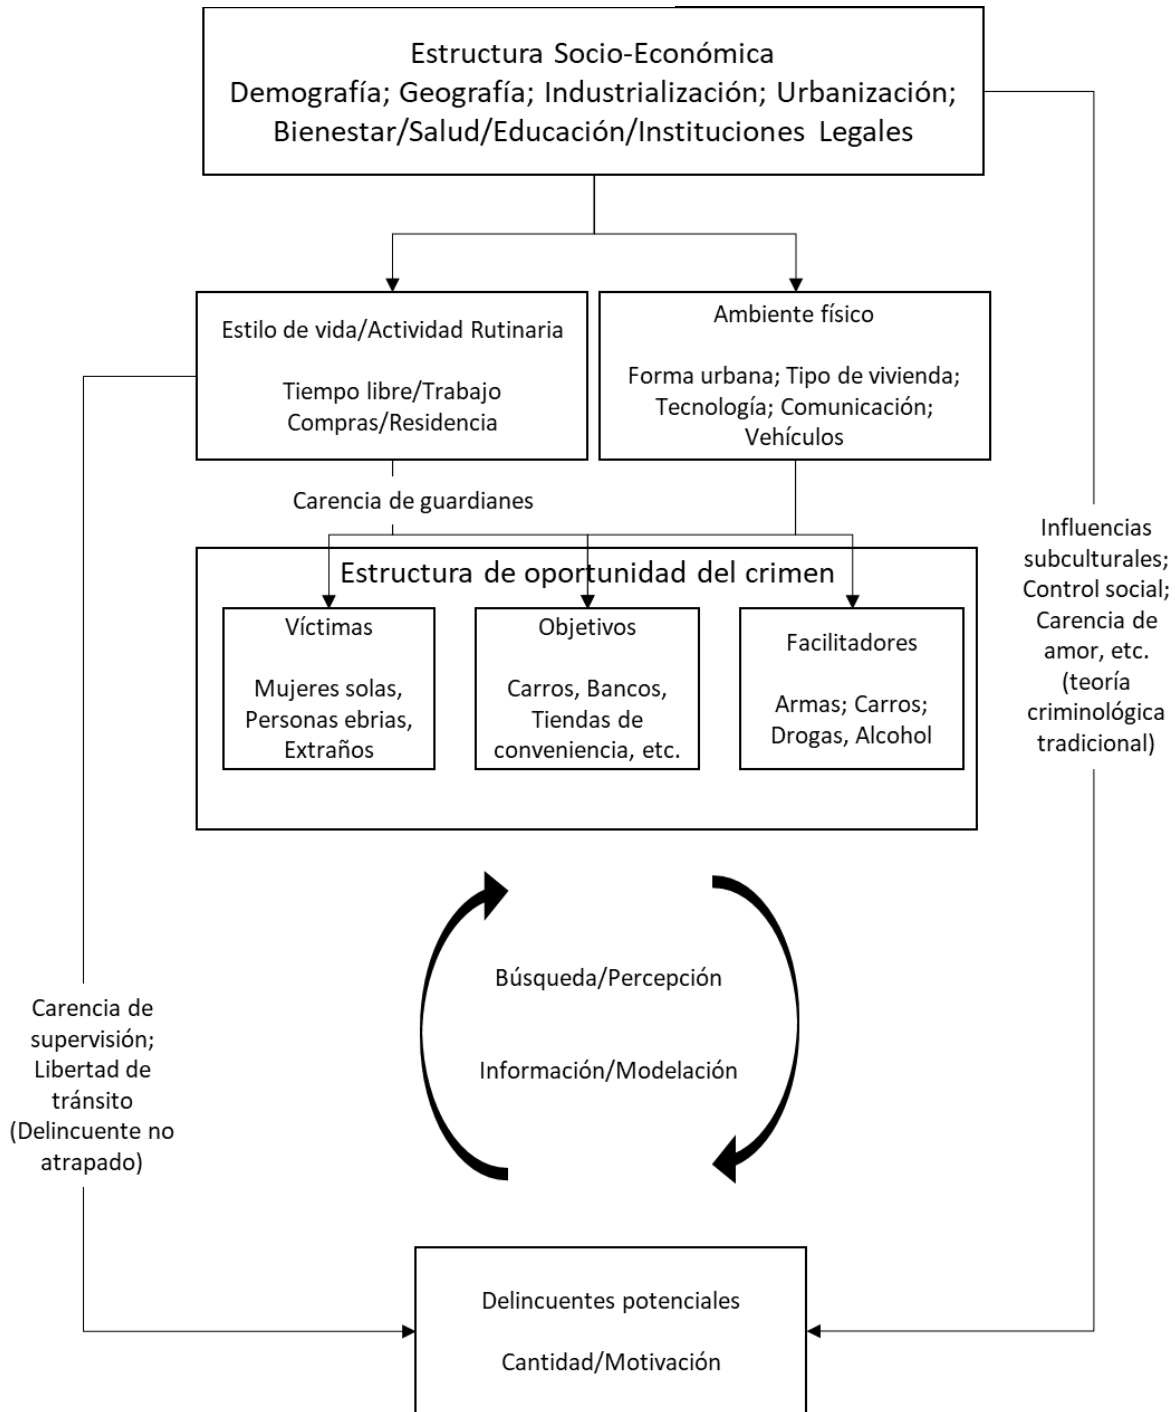 Estructura Socio-Económica
Demografía; Geografía; Industrialización; Urbanización;
Bienestar/Salud/Educación/Instituciones Legales
Estilo de vida/Actividad Rutinaria
Tiempo libre/Trabajo
Compras/Residencia
Ambiente físico
Forma urbana; Tipo de vivienda;
Tecnología; Comunicación;
Vehículos
Carencia de guardianes
Influencias
subculturales;
Control social;
Carencia de
amor, etc.
(teoría
criminológica
tradicional)
Estructura de oportunidad del crimen
Víctimas
Mujeres solas,
Personas ebrias,
Extraños
Objetivos
Carros, Bancos,
Tiendas de
conveniencia, etc.
Facilitadores
Armas; Carros;
Drogas, Alcohol
Búsqueda/Percepción
Información/Modelación
Carencia de
supervisión;
Libertad de
tránsito
(Delincuente no
atrapado)
Delincuentes potenciales
Cantidad/Motivación